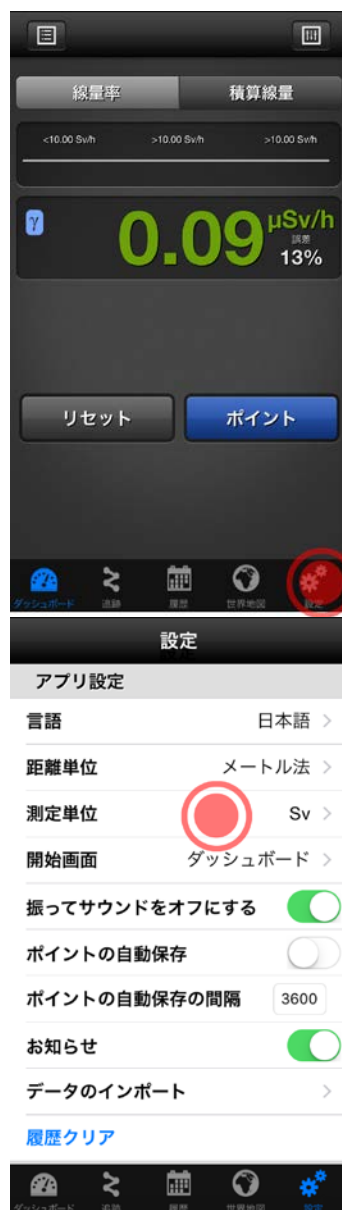 線量率 積算線量
<10.00 Sv/h >10.00 Sv/h >10.00 Sv/h
γ 0.09 μSv/h
誤差
13%
リセット ポイント
ダッシュボード 追跡 履歴 世界地図 設定
設定
アプリ設定
言語 日本語
距離単位 メートル法
測定単位 Sv
開始画面 ダッシュボード
振ってサウンドをオフにする
ポイントの自動保存
ポイントの自動保存の間隔 3600
お知らせ
データのインポート
履歴クリア
ダッシュボード 追跡 履歴 世界地図 設定